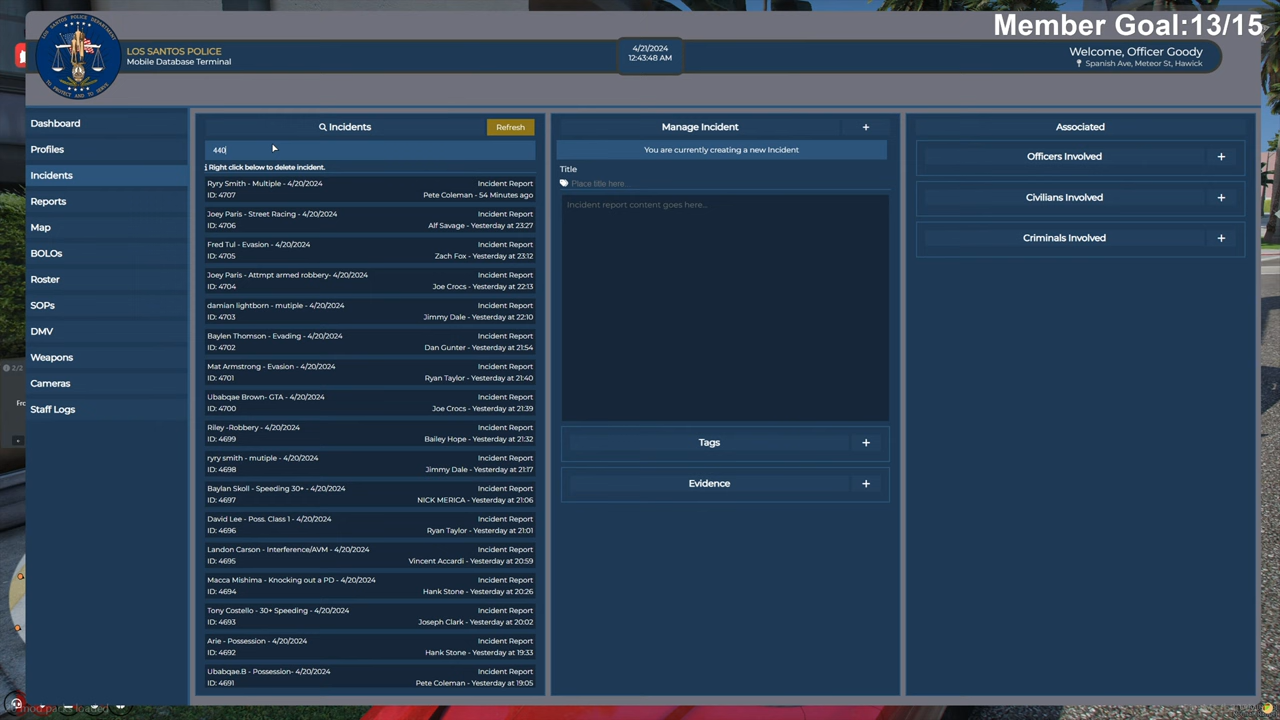 Member Goal:13/15
LOS SANTOS POLICE
Mobile Database Terminal
4/21/2024
12:43:48 AM
Welcome, Officer Goody
Spanish Ave, Meteor St, Hawick
Dashboard
Profiles
Incidents
Reports
Map
BOLOs
Roster
SOPs
DMV
Weapons
Cameras
Staff Logs
2/2
Fro
Incidents
Refresh
440
Right click below to delete incident.
Ryry Smith - Multiple - 4/20/2024 Incident Report
ID: 4707 Pete Coleman - 54 Minutes ago
Joey Paris - Street Racing - 4/20/2024 Incident Report
ID: 4706 Alf Savage - Yesterday at 23:27
Fred Tul - Evasion - 4/20/2024 Incident Report
ID: 4705 Zach Fox - Yesterday at 23:12
Joey Paris - Attmpt armed robbery- 4/20/2024 Incident Report
ID: 4704 Joe Crocs - Yesterday at 22:13
damian lightborn - mutiple - 4/20/2024 Incident Report
ID: 4703 Jimmy Dale - Yesterday at 22:10
Baylen Thomson - Evading - 4/20/2024 Incident Report
ID: 4702 Dan Gunter - Yesterday at 21:54
Mat Armstrong - Evasion - 4/20/2024 Incident Report
ID: 4701 Ryan Taylor - Yesterday at 21:40
Ubabqae Brown- GTA - 4/20/2024 Incident Report
ID: 4700 Joe Crocs - Yesterday at 21:39
Riley -Robbery - 4/20/2024 Incident Report
ID: 4699 Bailey Hope - Yesterday at 21:32
ryry smith - mutiple - 4/20/2024 Incident Report
ID: 4698 Jimmy Dale - Yesterday at 21:17
Baylan Skoll - Speeding 30+ - 4/20/2024 Incident Report
ID: 4697 NICK MERICA - Yesterday at 21:06
David Lee - Poss. Class 1 - 4/20/2024 Incident Report
ID: 4696 Ryan Taylor - Yesterday at 21:01
Landon Carson - Interference/AVM - 4/20/2024 Incident Report
ID: 4695 Vincent Accardi - Yesterday at 20:59
Macca Mishima - Knocking out a PD - 4/20/2024 Incident Report
ID: 4694 Hank Stone - Yesterday at 20:26
Tony Costello - 30+ Speeding - 4/20/2024 Incident Report
ID: 4693 Joseph Clark - Yesterday at 20:02
Arie - Possession - 4/20/2024 Incident Report
ID: 4692 Hank Stone - Yesterday at 19:33
Ubabqae.B - Possession- 4/20/2024 Incident Report
ID: 4691 Pete Coleman - Yesterday at 19:05
Manage Incident
You are currently creating a new Incident
Title
Place title here...
Incident report content goes here...
Tags
Evidence
Associated
Officers Involved
Civilians Involved
Criminals Involved